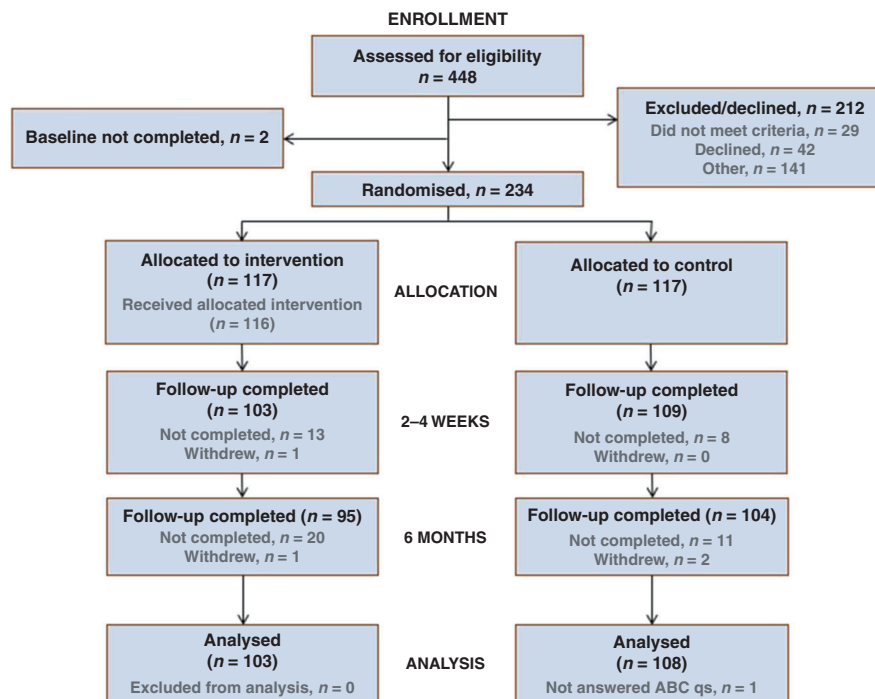 ENROLLMENT
Assessed for eligibility
n = 448
Baseline not completed, n = 2
Excluded/declined, n = 212
Did not meet criteria, n = 29
Declined, n = 42
Other, n = 141
Randomised, n = 234
Allocated to intervention
(n = 117)
Received allocated intervention
(n = 116)
ALLOCATION
Allocated to control
(n = 117)
Follow-up completed
(n = 103)
Not completed, n = 13
Withdrew, n = 1
2–4 WEEKS
Follow-up completed
(n = 109)
Not completed, n = 8
Withdrew, n = 0
Follow-up completed (n = 95)
Not completed, n = 20
Withdrew, n = 1
6 MONTHS
Follow-up completed (n = 104)
Not completed, n = 11
Withdrew, n = 2
Analysed
(n = 103)
Excluded from analysis, n = 0
ANALYSIS
Analysed
(n = 108)
Not answered ABC qs, n = 1